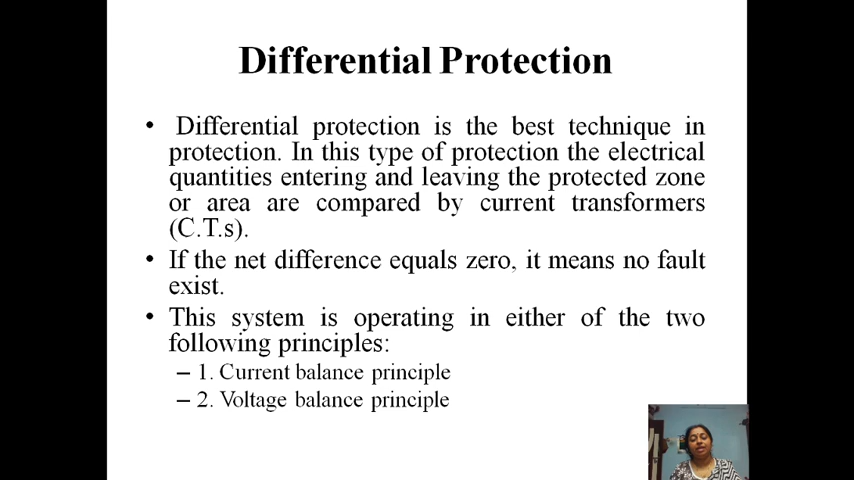 Differential Protection
• Differential protection is the best technique in
protection. In this type of protection the electrical
quantities entering and leaving the protected zone
or area are compared by current transformers
(C.T.s).
• If the net difference equals zero, it means no fault
exist.
• This system is operating in either of the two
following principles:
– 1. Current balance principle
– 2. Voltage balance principle